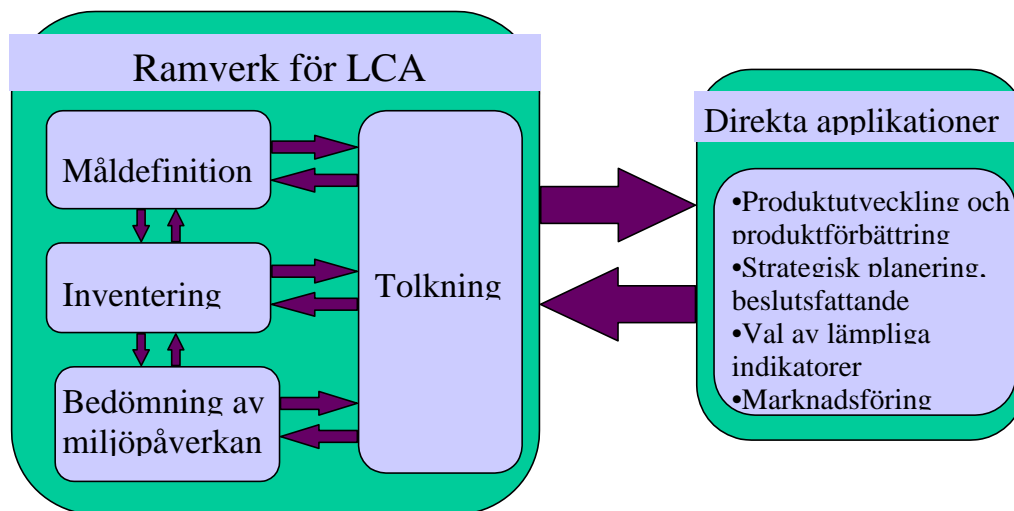 Ramverk för LCA
Måldefinition
Inventering
Bedömning av
miljöpåverkan
Tolkning
Direkta applikationer
•Produktutveckling och
produktförbättring
•Strategisk planering,
beslutsfattande
•Val av lämpliga
indikatorer
•Marknadsföring